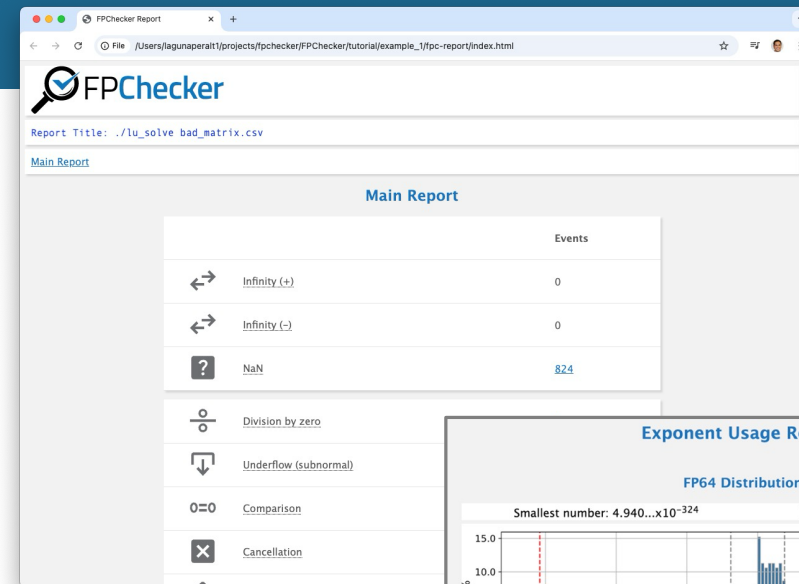 FPChecker Report
File /Users/lagunaperalt1/projects/fpchecker/FPChecker/tutorial/example_1/fpc-report/index.html
FPChecker
Report Title: ./lu_solve bad_matrix.csv
Main Report
Main Report
Events
Infinity (+) 0
Infinity (-) 0
NaN 824
Division by zero
Underflow (subnormal)
0=0 Comparison
Cancellation
Exponent Usage R
FP64 Distribution
Smallest number: 4.940...x10⁻³²⁴
15.0
10.0